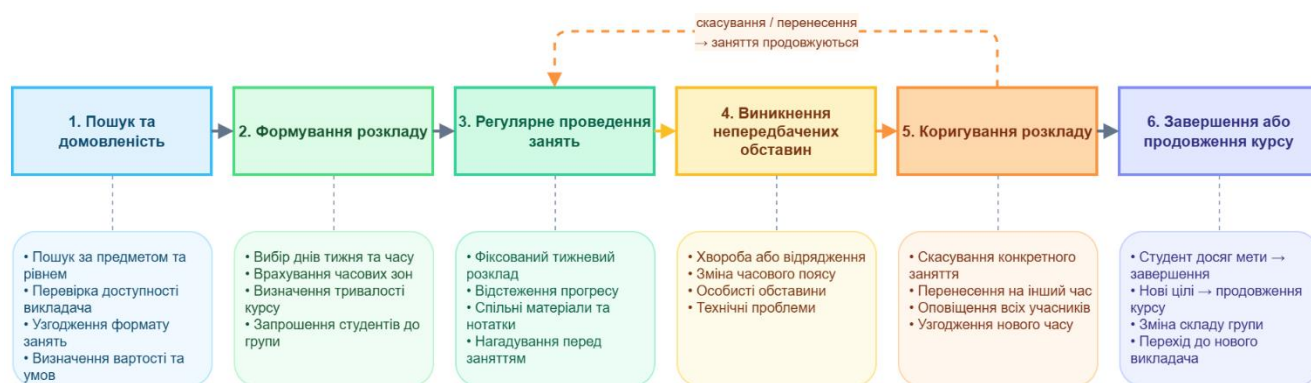 скасування / перенесення
→ заняття продовжуються
1. Пошук та
домовленість
2. Формування розкладу
3. Регулярне проведення
занять
4. Виникнення
непередбачених
обставин
5. Коригування розкладу
6. Завершення або
продовження курсу
• Пошук за предметом та
рівнем
• Перевірка доступності
викладача
• Узгодження формату
занять
• Визначення вартості та
умов
• Вибір днів тижня та часу
• Врахування часових зон
• Визначення тривалості
курсу
• Запрошення студентів до
групи
• Фіксований тижневий
розклад
• Відстеження прогресу
• Спільні матеріали та
нотатки
• Нагадування перед
заняттям
• Хвороба або відрядження
• Зміна часового поясу
• Особисті обставини
• Технічні проблеми
• Скасування конкретного
заняття
• Перенесення на інший час
• Оповіщення всіх учасників
• Узгодження нового часу
• Студент досяг мети →
завершення
• Нові цілі → продовження
курсу
• Зміна складу групи
• Перехід до нового
викладача